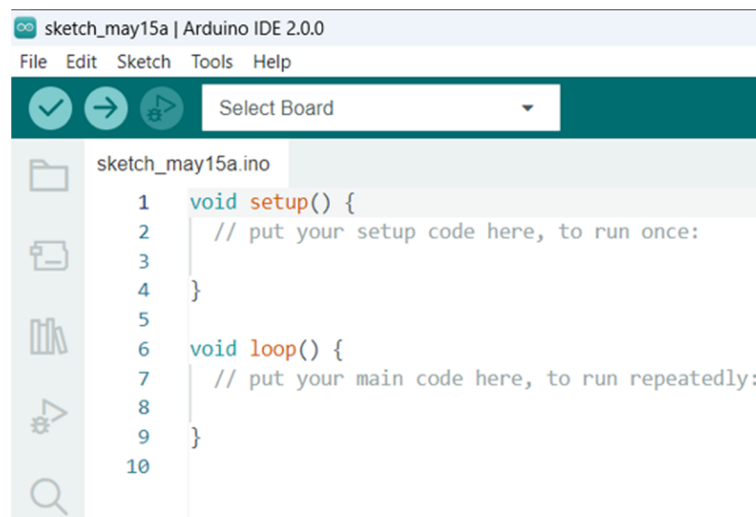 sketch_may15a | Arduino IDE 2.0.0
File Edit Sketch Tools Help
Select Board
sketch_may15a.ino
1 void setup() {
2 // put your setup code here, to run once:
3
4 }
5
6 void loop() {
7 // put your main code here, to run repeatedly:
8
9 }
10